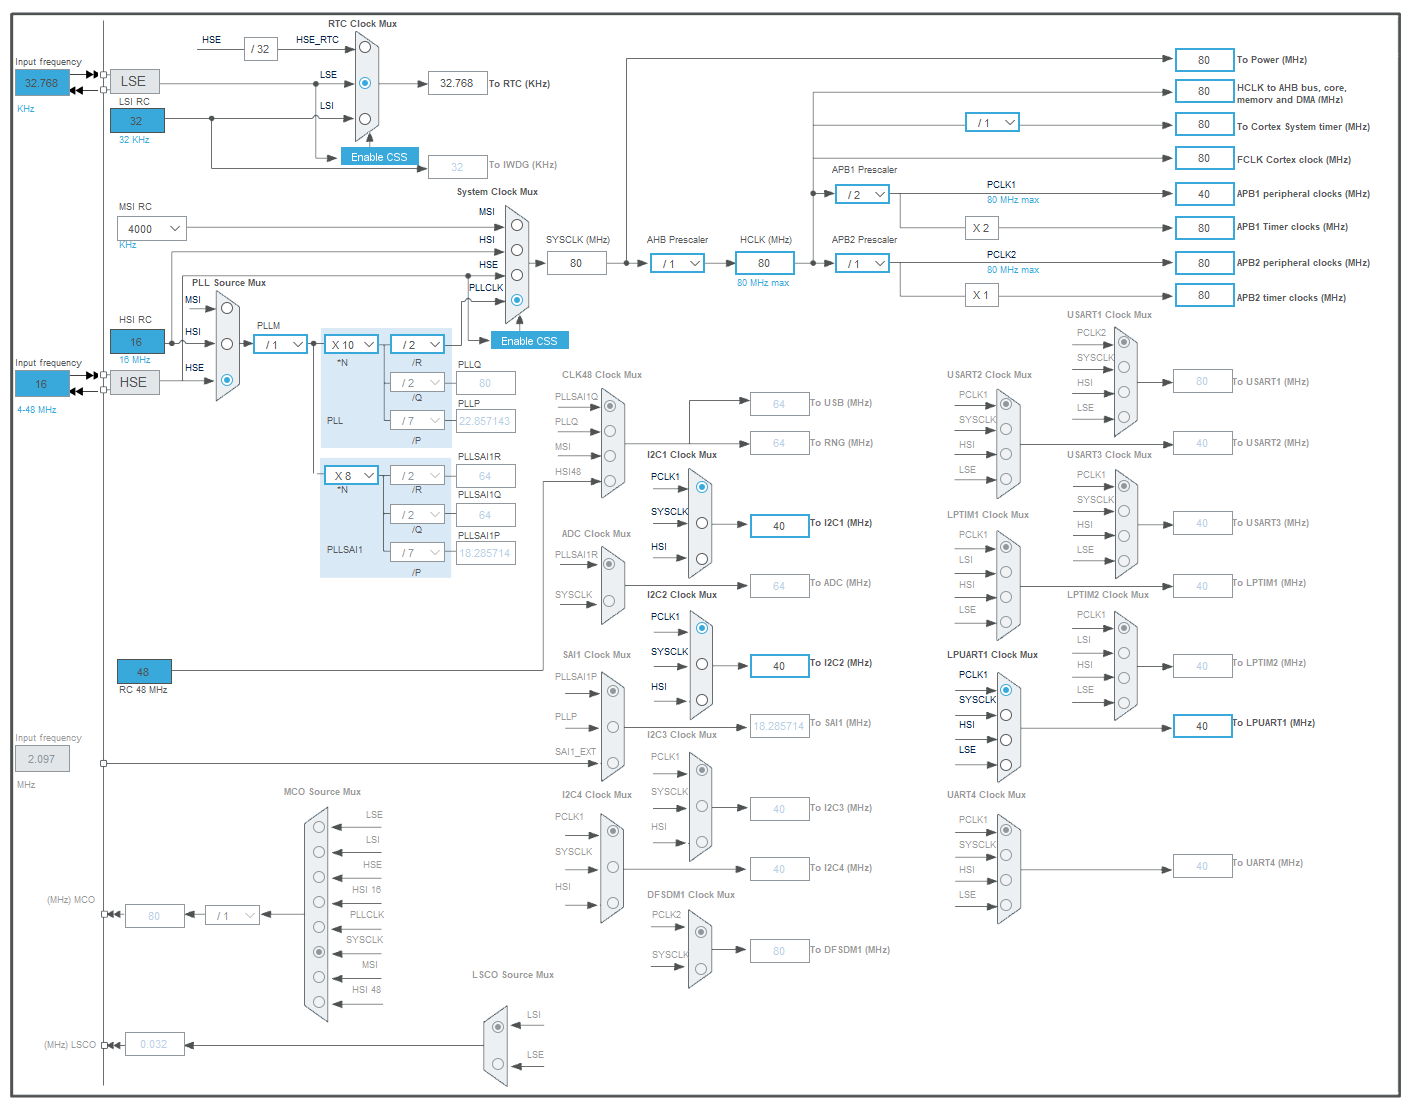 RTC Clock Mux
HSE
/ 32
HSE_RTC
Input frequency
32.768
KHz
LSE
LSE
32.768
To RTC (KHz)
LSI RC
32
32 KHz
LSI
Enable CSS
32
To IWDG (KHz)
System Clock Mux
MSI RC
4000
KHz
MSI
HSI
HSE
PLLCLK
Enable CSS
SYSCLK (MHz)
80
AHB Prescaler
/ 1
HCLK (MHz)
80
80 MHz max
80
To Power (MHz)
80
HCLK to AHB bus, core,
memory and DMA (MHz)
/ 1
80
To Cortex System timer (MHz)
80
FCLK Cortex clock (MHz)
APB1 Prescaler
/ 2
PCLK1
80 MHz max
40
APB1 peripheral clocks (MHz)
X 2
80
APB1 Timer clocks (MHz)
APB2 Prescaler
/ 1
PCLK2
80 MHz max
80
APB2 peripheral clocks (MHz)
X 1
80
APB2 timer clocks (MHz)
PLL Source Mux
MSI
HSI
HSE
HSI RC
16
16 MHz
Input frequency
16
4-48 MHz
HSE
PLLM
/ 1
X 10
*N
PLL
/ 2
/R
/ 2
/Q
/ 7
/P
PLLQ
80
PLLP
22.857143
X 8
*N
PLLSAI1
/ 2
/R
/ 2
/Q
/ 7
/P
PLLSAI1R
64
PLLSAI1Q
64
PLLSAI1P
18.285714
48
RC 48 MHz
Input frequency
2.097
MHz
CLK48 Clock Mux
PLLSAI1Q
PLLQ
MSI
HSI48
64
To USB (MHz)
64
To RNG (MHz)
I2C1 Clock Mux
PCLK1
SYSCLK
HSI
40
To I2C1 (MHz)
ADC Clock Mux
PLLSAI1R
SYSCLK
64
To ADC (MHz)
I2C2 Clock Mux
PCLK1
SYSCLK
HSI
40
To I2C2 (MHz)
SAI1 Clock Mux
PLLSAI1P
PLLP
SAI1_EXT
18.285714
To SAI1 (MHz)
I2C3 Clock Mux
PCLK1
SYSCLK
HSI
40
To I2C3 (MHz)
I2C4 Clock Mux
PCLK1
SYSCLK
HSI
40
To I2C4 (MHz)
DFSDM1 Clock Mux
PCLK2
SYSCLK
80
To DFSDM1 (MHz)
USART1 Clock Mux
PCLK2
SYSCLK
HSI
LSE
80
To USART1 (MHz)
USART2 Clock Mux
PCLK1
SYSCLK
HSI
LSE
40
To USART2 (MHz)
USART3 Clock Mux
PCLK1
SYSCLK
HSI
LSE
40
To USART3 (MHz)
LPTIM1 Clock Mux
PCLK1
LSI
HSI
LSE
40
To LPTIM1 (MHz)
LPTIM2 Clock Mux
PCLK1
LSI
HSI
LSE
40
To LPTIM2 (MHz)
LPUART1 Clock Mux
PCLK1
SYSCLK
HSI
LSE
40
To LPUART1 (MHz)
UART4 Clock Mux
PCLK1
SYSCLK
HSI
LSE
40
To UART4 (MHz)
MCO Source Mux
LSE
LSI
HSE
HSI 16
PLLCLK
SYSCLK
MSI
HSI 48
(MHz) MCO
80
/ 1
LSCO Source Mux
LSI
LSE
(MHz) LSCO
0.032